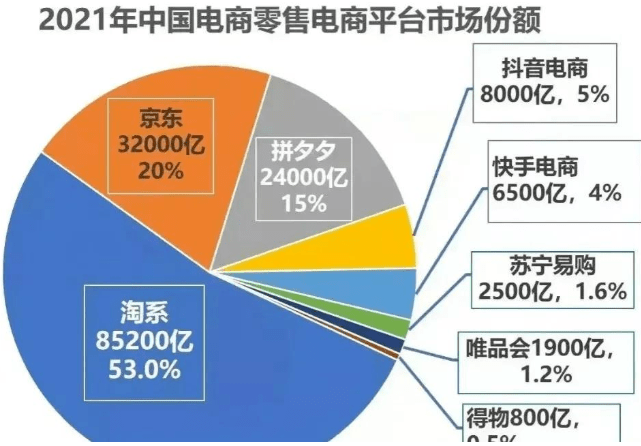 2021年中国电商零售电商平台市场份额
抖音电商
8000亿，5%
京东
32000亿
20%
拼夕夕
24000亿
15%
快手电商
6500亿，4%
苏宁易购
2500亿，1.6%
淘系
85200亿
53.0%
唯品会1900亿，
1.2%
得物800亿，
0.5%